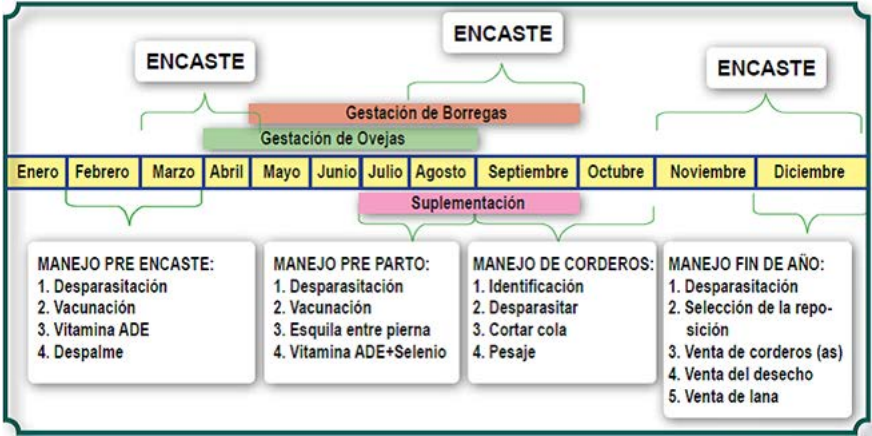 ENCASTE
ENCASTE
ENCASTE
Gestación de Borregas
Gestación de Ovejas
Enero Febrero Marzo Abril Mayo Junio Julio Agosto Septiembre Octubre Noviembre Diciembre
Suplementación
MANEJO PRE ENCASTE:
1. Desparasitación
2. Vacunación
3. Vitamina ADE
4. Despalme
MANEJO PRE PARTO:
1. Desparasitación
2. Vacunación
3. Esquila entre pierna
4. Vitamina ADE+Selenio
MANEJO DE CORDEROS:
1. Identificación
2. Desparasitar
3. Cortar cola
4. Pesaje
MANEJO FIN DE AÑO:
1. Desparasitación
2. Selección de la repo-
sición
3. Venta de corderos (as)
4. Venta del desecho
5. Venta de lana